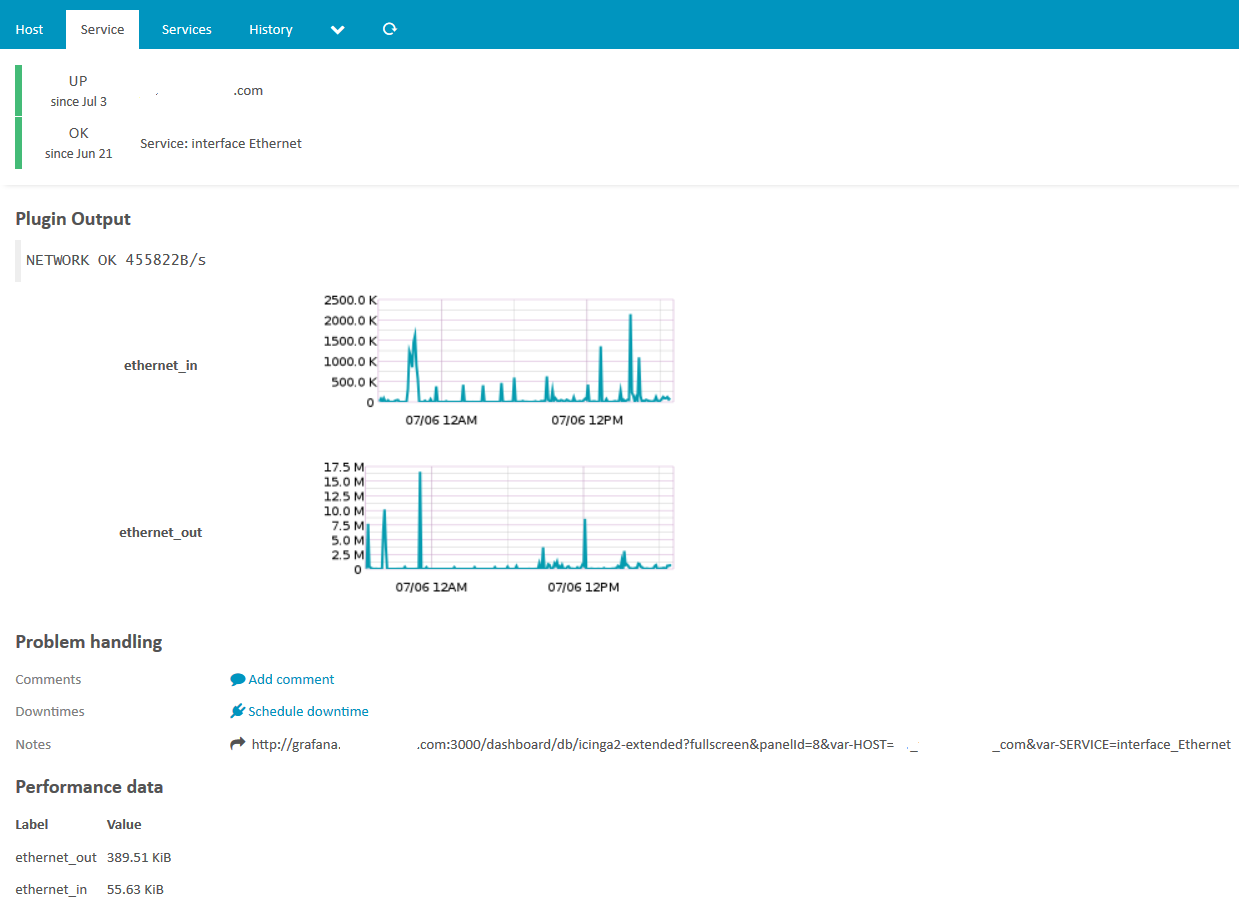 Host Service Services History
UP
since Jul 3
.com
OK
since Jun 21
Service: interface Ethernet
Plugin Output
NETWORK OK 455822B/s
ethernet_in
2500.0 K
2000.0 K
1500.0 K
1000.0 K
500.0 K
0
07/06 12AM 07/06 12PM
ethernet_out
17.5 M
15.0 M
12.5 M
10.0 M
7.5 M
5.0 M
2.5 M
0
07/06 12AM 07/06 12PM
Problem handling
Comments Add comment
Downtimes Schedule downtime
Notes http://grafana. .com:3000/dashboard/db/icinga2-extended?fullscreen&panelId=8&var-HOST= ._ _com&var-SERVICE=interface_Ethernet
Performance data
Label Value
ethernet_out 389.51 KiB
ethernet_in 55.63 KiB